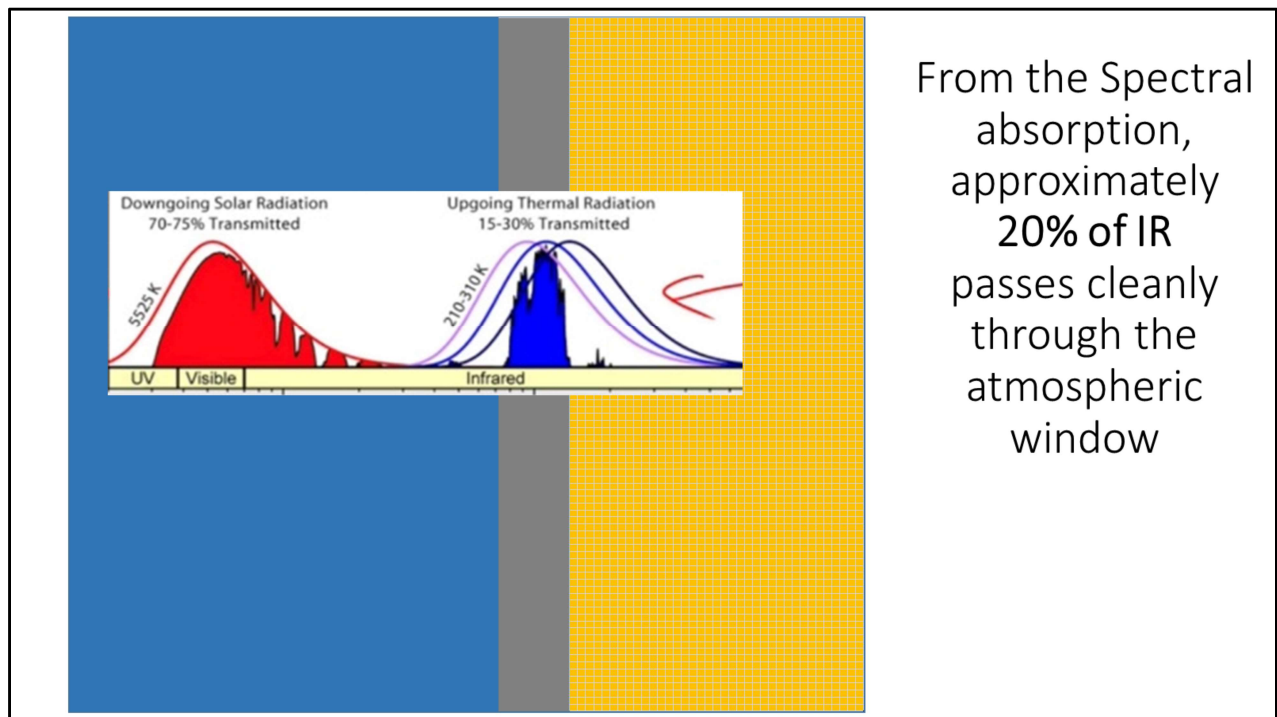 Downgoing Solar Radiation
70-75% Transmitted
Upgoing Thermal Radiation
15-30% Transmitted
5525 K
210-310 K
UV
Visible
Infrared
From the Spectral
absorption,
approximately
20% of IR
passes cleanly
through the
atmospheric
window